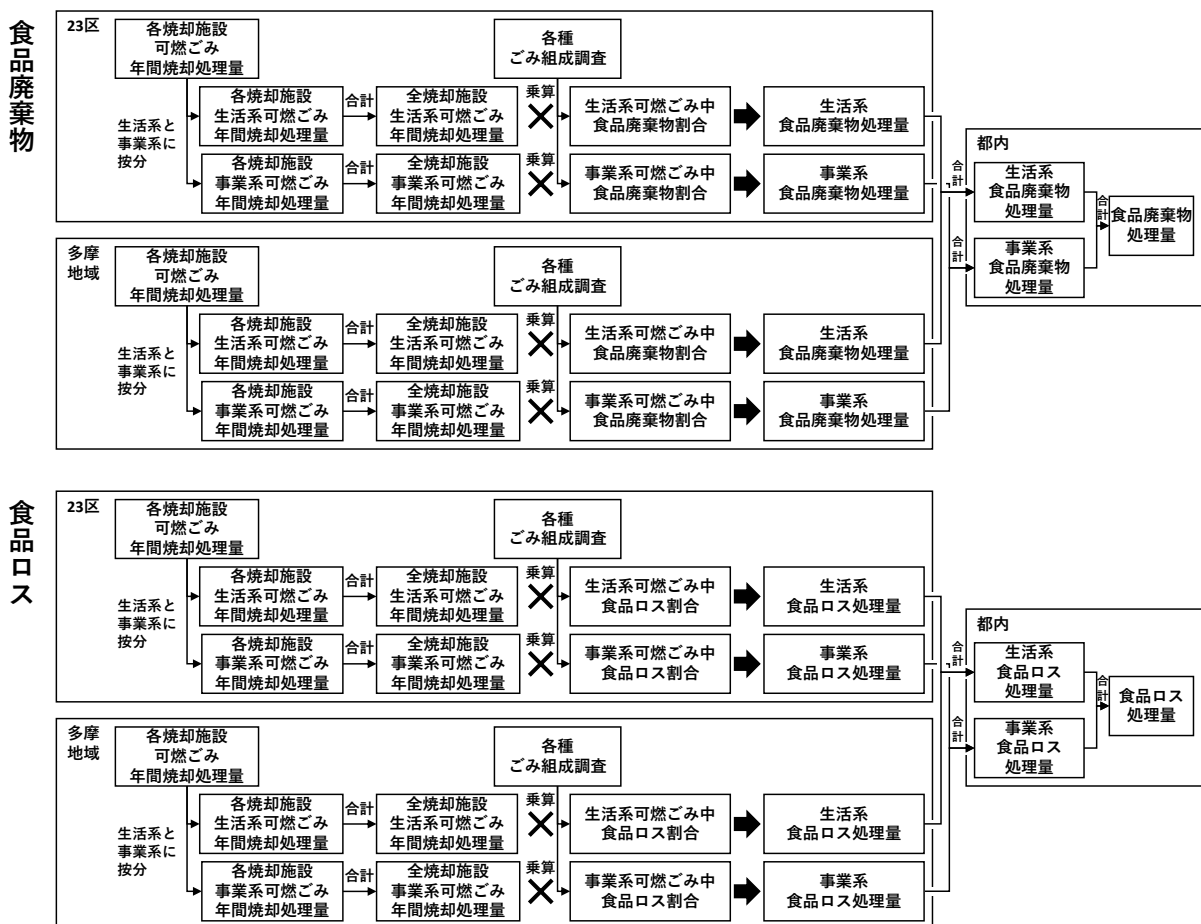 食品廃棄物
23区
各焼却施設
可燃ごみ
年間焼却処理量
各種
ごみ組成調査
生活系と
事業系に
按分
各焼却施設
生活系可燃ごみ
年間焼却処理量
合計
全焼却施設
生活系可燃ごみ
年間焼却処理量
乗算
生活系可燃ごみ中
食品廃棄物割合
生活系
食品廃棄物処理量
各焼却施設
事業系可燃ごみ
年間焼却処理量
合計
全焼却施設
事業系可燃ごみ
年間焼却処理量
乗算
事業系可燃ごみ中
食品廃棄物割合
事業系
食品廃棄物処理量
多摩
地域
各焼却施設
可燃ごみ
年間焼却処理量
各種
ごみ組成調査
生活系と
事業系に
按分
各焼却施設
生活系可燃ごみ
年間焼却処理量
合計
全焼却施設
生活系可燃ごみ
年間焼却処理量
乗算
生活系可燃ごみ中
食品廃棄物割合
生活系
食品廃棄物処理量
各焼却施設
事業系可燃ごみ
年間焼却処理量
合計
全焼却施設
事業系可燃ごみ
年間焼却処理量
乗算
事業系可燃ごみ中
食品廃棄物割合
事業系
食品廃棄物処理量
都内
合計
生活系
食品廃棄物
処理量
合計
事業系
食品廃棄物
処理量
合計
食品廃棄物
処理量
食品ロス
23区
各焼却施設
可燃ごみ
年間焼却処理量
各種
ごみ組成調査
生活系と
事業系に
按分
各焼却施設
生活系可燃ごみ
年間焼却処理量
合計
全焼却施設
生活系可燃ごみ
年間焼却処理量
乗算
生活系可燃ごみ中
食品ロス割合
生活系
食品ロス処理量
各焼却施設
事業系可燃ごみ
年間焼却処理量
合計
全焼却施設
事業系可燃ごみ
年間焼却処理量
乗算
事業系可燃ごみ中
食品ロス割合
事業系
食品ロス処理量
多摩
地域
各焼却施設
可燃ごみ
年間焼却処理量
各種
ごみ組成調査
生活系と
事業系に
按分
各焼却施設
生活系可燃ごみ
年間焼却処理量
合計
全焼却施設
生活系可燃ごみ
年間焼却処理量
乗算
生活系可燃ごみ中
食品ロス割合
生活系
食品ロス処理量
各焼却施設
事業系可燃ごみ
年間焼却処理量
合計
全焼却施設
事業系可燃ごみ
年間焼却処理量
乗算
事業系可燃ごみ中
食品ロス割合
事業系
食品ロス処理量
都内
合計
生活系
食品ロス
処理量
合計
事業系
食品ロス
処理量
合計
食品ロス
処理量